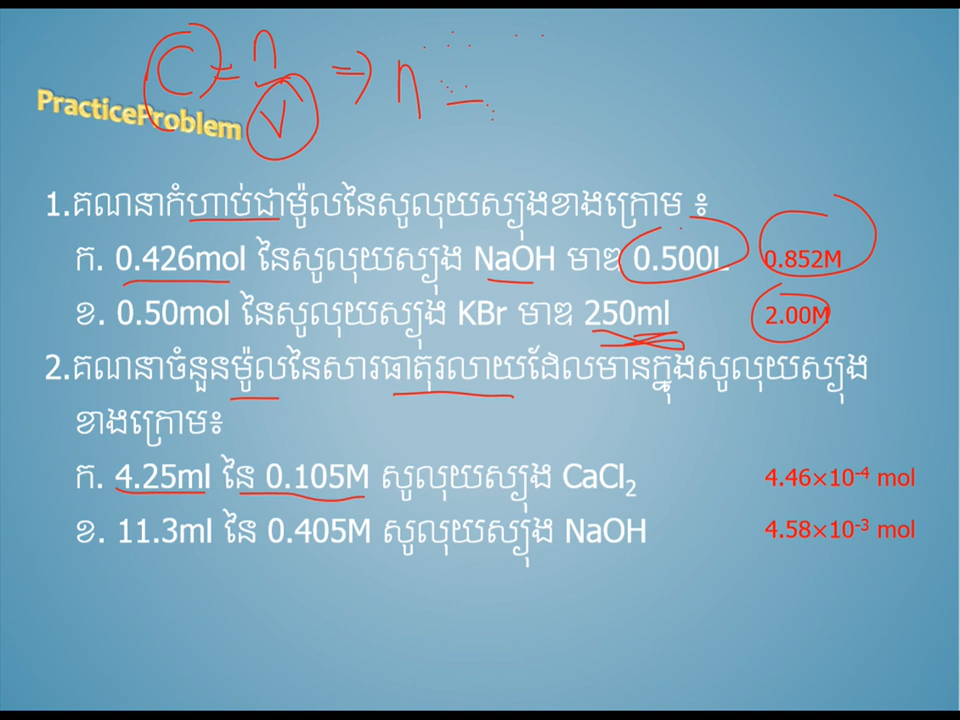 C = n/V ⇒ n =
PracticeProblem
1.គណនាកំហាប់ជាម៉ូលនៃសូលុយស្យុងខាងក្រោម ៖
ក. 0.426mol នៃសូលុយស្យុង NaOH មាឌ 0.500L 0.852M
ខ. 0.50mol នៃសូលុយស្យុង KBr មាឌ 250ml 2.00M
2.គណនាចំនួនម៉ូលនៃសារធាតុរលាយដែលមានក្នុងសូលុយស្យុង
ខាងក្រោម៖
ក. 4.25ml នៃ 0.105M សូលុយស្យុង CaCl₂ 4.46×10⁻⁴ mol
ខ. 11.3ml នៃ 0.405M សូលុយស្យុង NaOH 4.58×10⁻³ mol